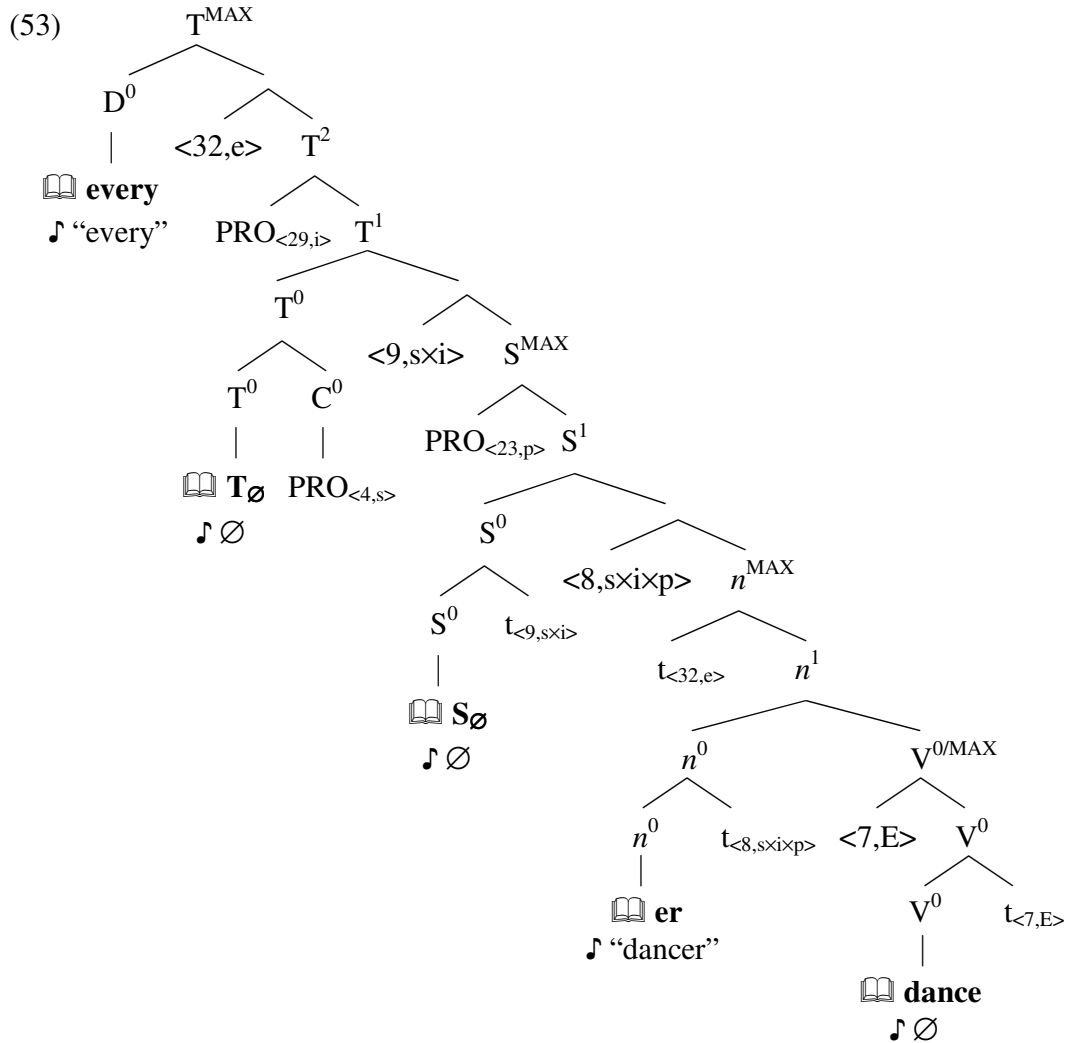 (53) T^MAX
D^0
<32,e> T^2
📖 every
♪ “every” PRO<29,i> T^1
T^0
<9,s×i> S^MAX
T^0 C^0
PRO<23,p> S^1
📖 T∅ PRO<4,s>
♪ ∅
S^0
<8,s×i×p> n^MAX
S^0 t<9,s×i>
t<32,e> n^1
📖 S∅
♪ ∅
n^0 V^0/MAX
n^0 t<8,s×i×p> <7,E> V^0
📖 er V^0 t<7,E>
♪ “dancer”
📖 dance
♪ ∅